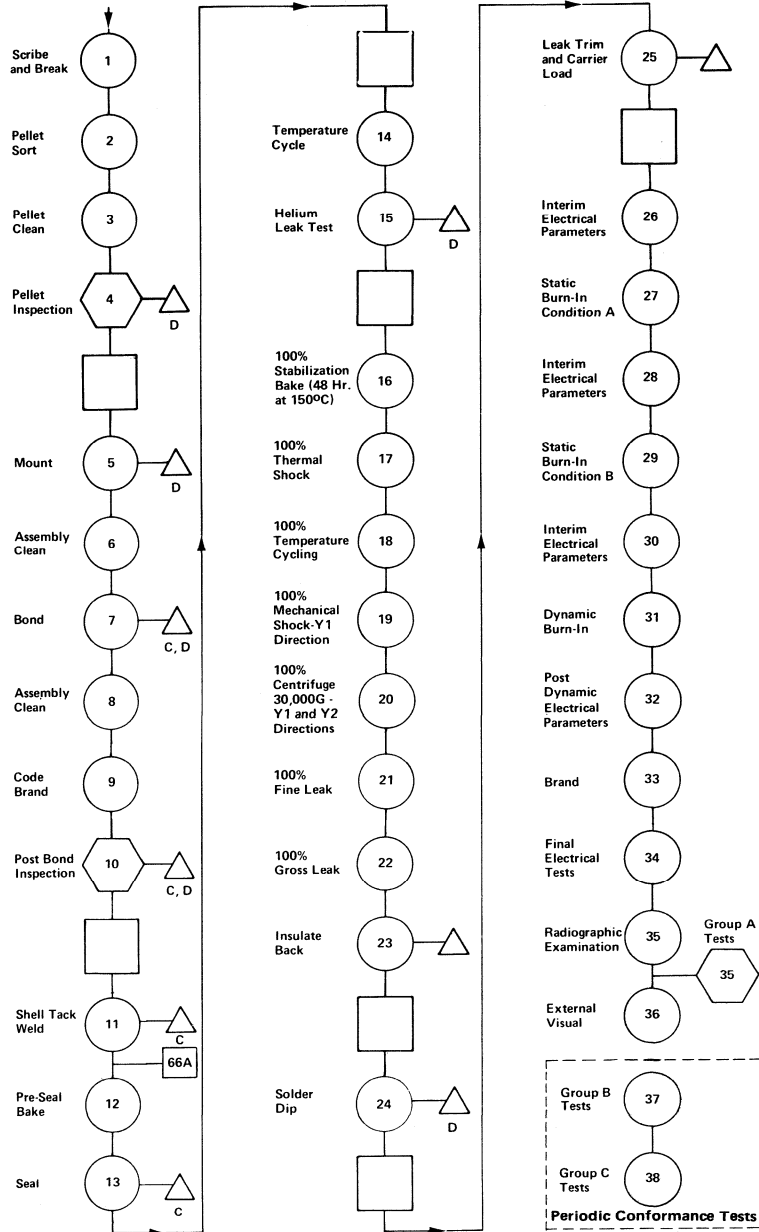 Scribe
and Break
1
Pellet
Sort
2
Pellet
Clean
3
Pellet
Inspection
4
D
Mount
5
D
Assembly
Clean
6
Bond
7
C, D
Assembly
Clean
8
Code
Brand
9
Post Bond
Inspection
10
C, D
Shell Tack
Weld
11
C
66A
Pre-Seal
Bake
12
Seal
13
C
Temperature
Cycle
14
Helium
Leak Test
15
D
100%
Stabilization
Bake (48 Hr.
at 150°C)
16
100%
Thermal
Shock
17
100%
Temperature
Cycling
18
100%
Mechanical
Shock-Y1
Direction
19
100%
Centrifuge
30,000G -
Y1 and Y2
Directions
20
100%
Fine Leak
21
100%
Gross Leak
22
Insulate
Back
23
Solder
Dip
24
D
Leak Trim
and Carrier
Load
25
Interim
Electrical
Parameters
26
Static
Burn-In
Condition A
27
Interim
Electrical
Parameters
28
Static
Burn-In
Condition B
29
Interim
Electrical
Parameters
30
Dynamic
Burn-In
31
Post
Dynamic
Electrical
Parameters
32
Brand
33
Final
Electrical
Tests
34
Radiographic
Examination
35
Group A
Tests
35
External
Visual
36
Group B
Tests
37
Group C
Tests
38
Periodic Conformance Tests